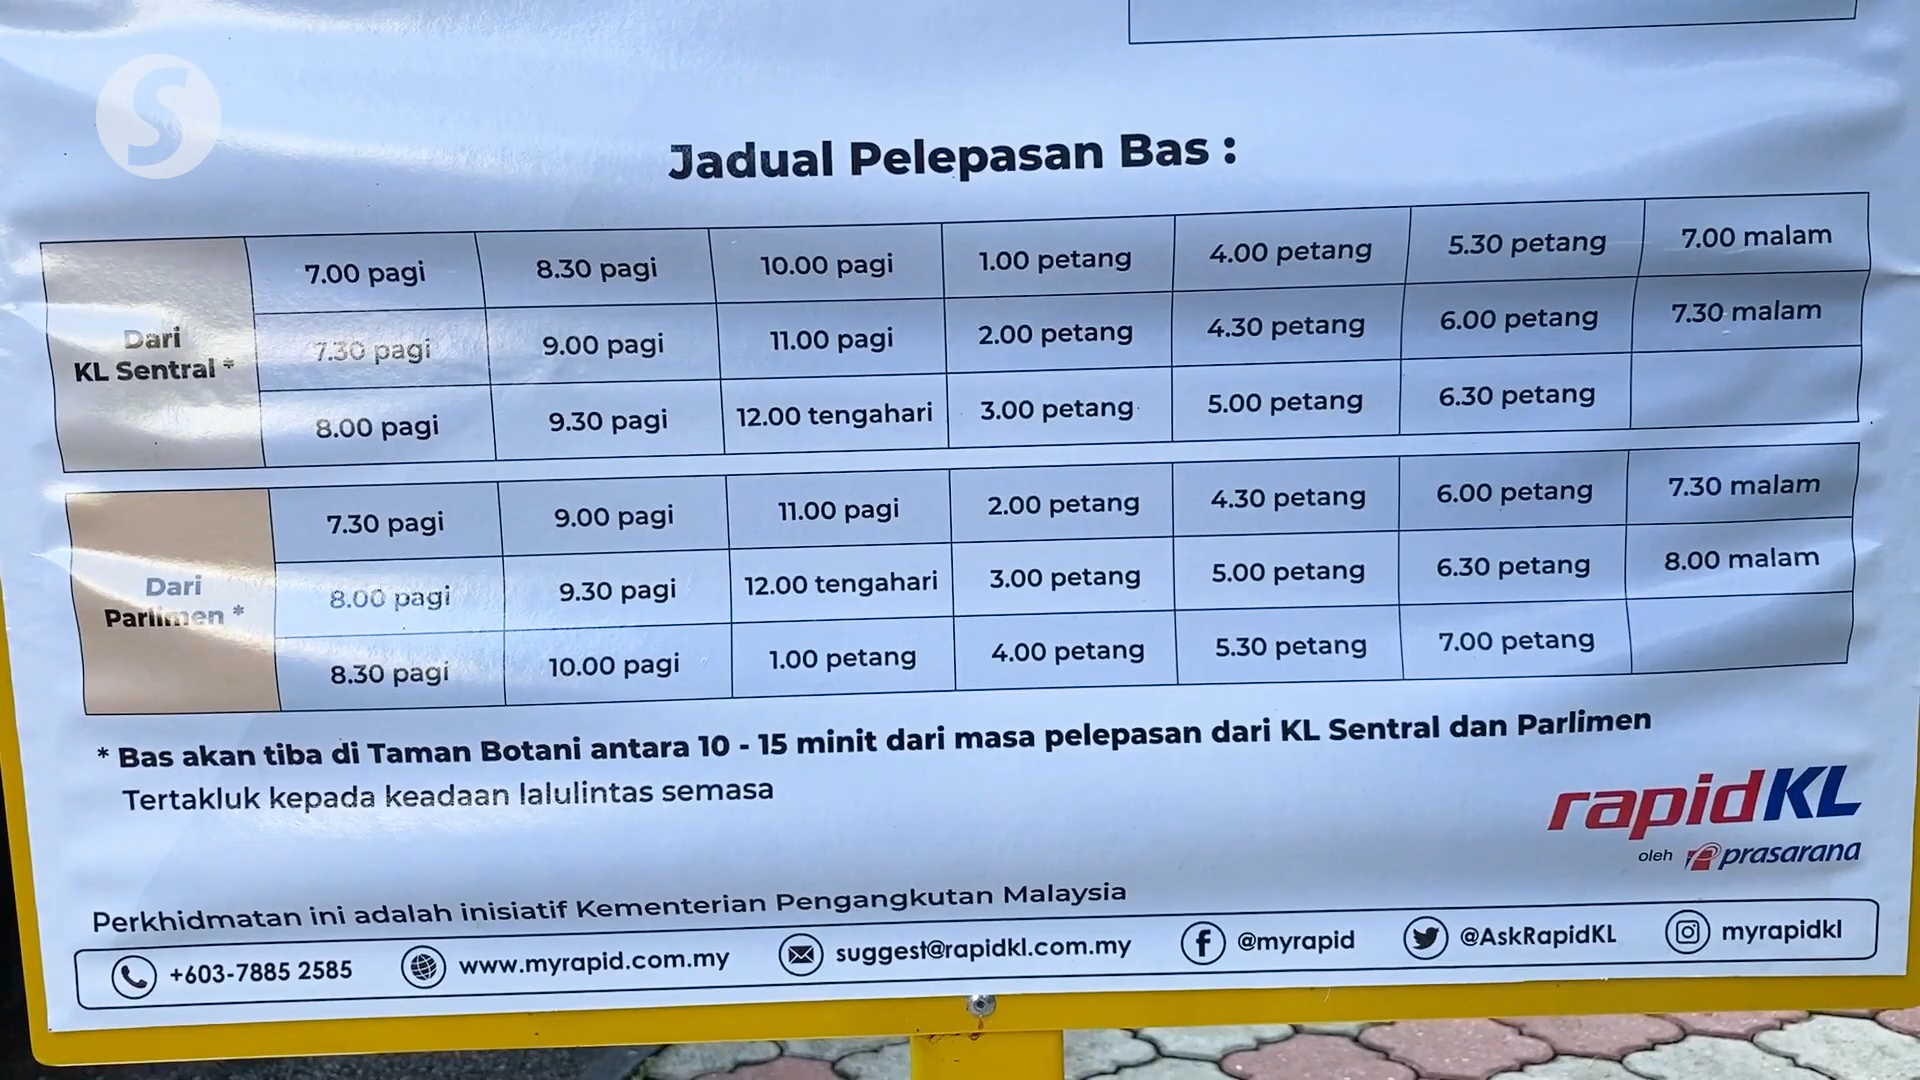 S
Jadual Pelepasan Bas :
Dari
KL Sentral *
7.00 pagi 8.30 pagi 10.00 pagi 1.00 petang 4.00 petang 5.30 petang 7.00 malam
7.30 pagi 9.00 pagi 11.00 pagi 2.00 petang 4.30 petang 6.00 petang 7.30 malam
8.00 pagi 9.30 pagi 12.00 tengahari 3.00 petang 5.00 petang 6.30 petang
Dari
Parlimen *
7.30 pagi 9.00 pagi 11.00 pagi 2.00 petang 4.30 petang 6.00 petang 7.30 malam
8.00 pagi 9.30 pagi 12.00 tengahari 3.00 petang 5.00 petang 6.30 petang 8.00 malam
8.30 pagi 10.00 pagi 1.00 petang 4.00 petang 5.30 petang 7.00 petang
* Bas akan tiba di Taman Botani antara 10 - 15 minit dari masa pelepasan dari KL Sentral dan Parlimen
Tertakluk kepada keadaan lalulintas semasa
rapidKL
oleh prasarana
Perkhidmatan ini adalah inisiatif Kementerian Pengangkutan Malaysia
+603-7885 2585 www.myrapid.com.my suggest@rapidkl.com.my @myrapid @AskRapidKL myrapidkl